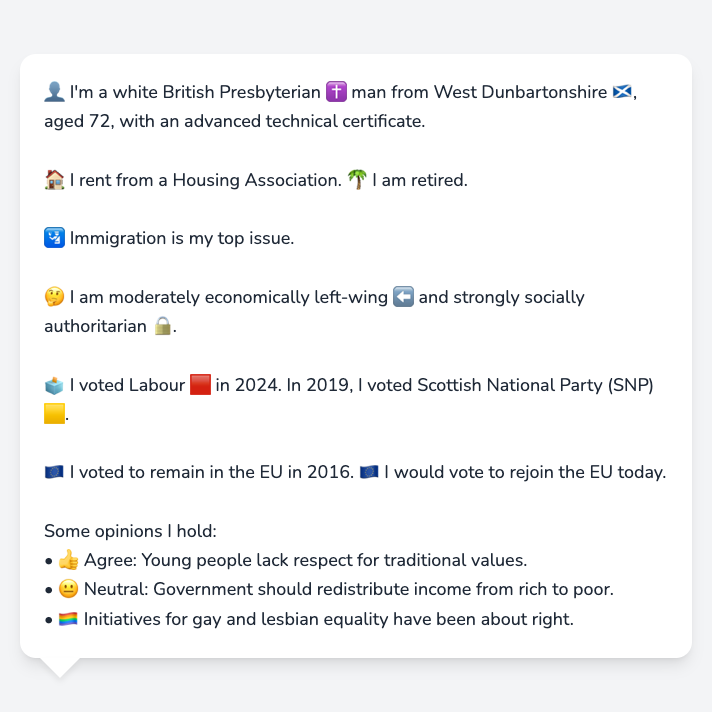 👤 I'm a white British Presbyterian ✝️ man from West Dunbartonshire 🏴󠁧󠁢󠁳󠁣󠁴󠁿,
aged 72, with an advanced technical certificate.
🏠 I rent from a Housing Association. 🌴 I am retired.
🛂 Immigration is my top issue.
🤔 I am moderately economically left-wing ⬅️ and strongly socially
authoritarian 🔒.
🗳️ I voted Labour 🟥 in 2024. In 2019, I voted Scottish National Party (SNP)
🟨.
🇪🇺 I voted to remain in the EU in 2016. 🇪🇺 I would vote to rejoin the EU today.
Some opinions I hold:
• 👍 Agree: Young people lack respect for traditional values.
• 😐 Neutral: Government should redistribute income from rich to poor.
• 🏳️‍🌈 Initiatives for gay and lesbian equality have been about right.